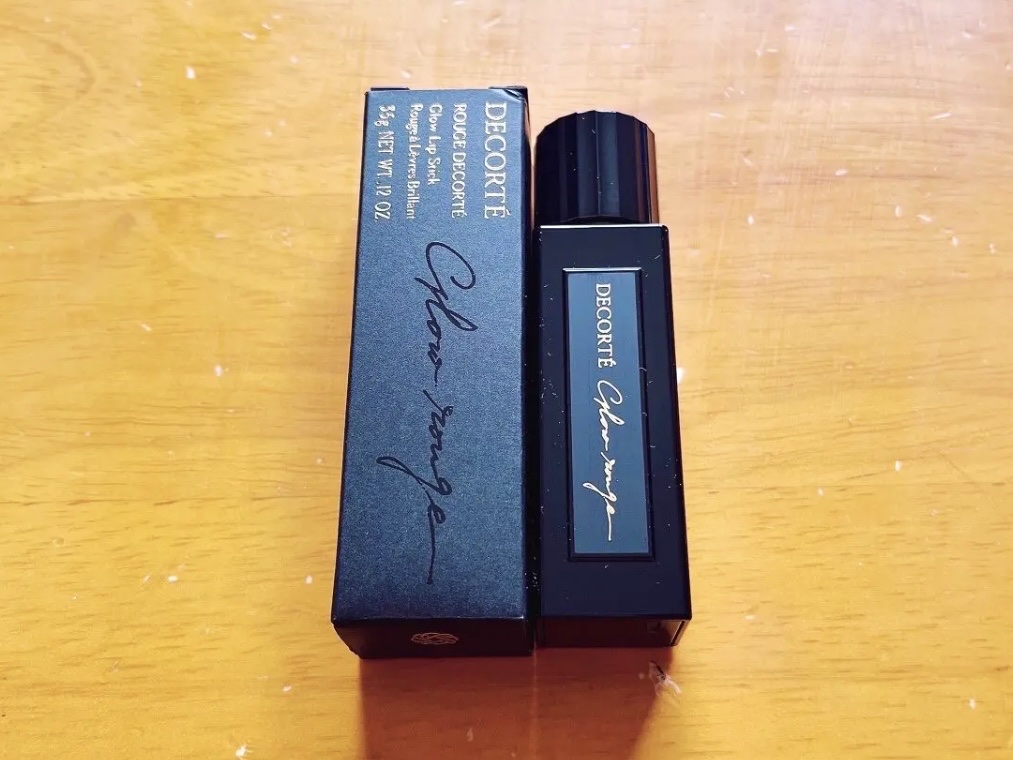 DECORTÉ
ROUGE DECORTÉ
Glow Lip Stick
Rouge à Lèvres Brillant
3.5g NET WT. .12 OZ.
Glow rouge
DECORTÉ Glow rouge